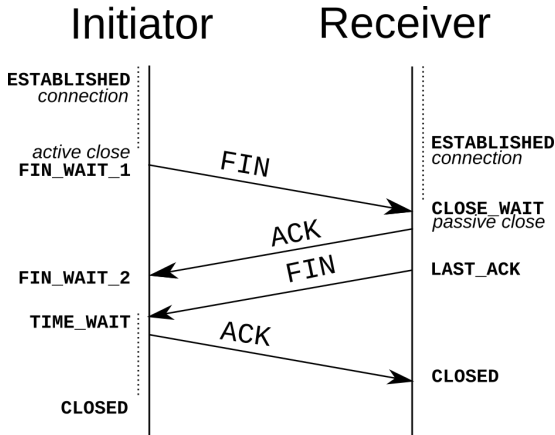 Initiator
Receiver
ESTABLISHED
connection
active close
FIN_WAIT_1
FIN
ESTABLISHED
connection
CLOSE_WAIT
passive close
ACK
FIN_WAIT_2
FIN
LAST_ACK
TIME_WAIT
ACK
CLOSED
CLOSED